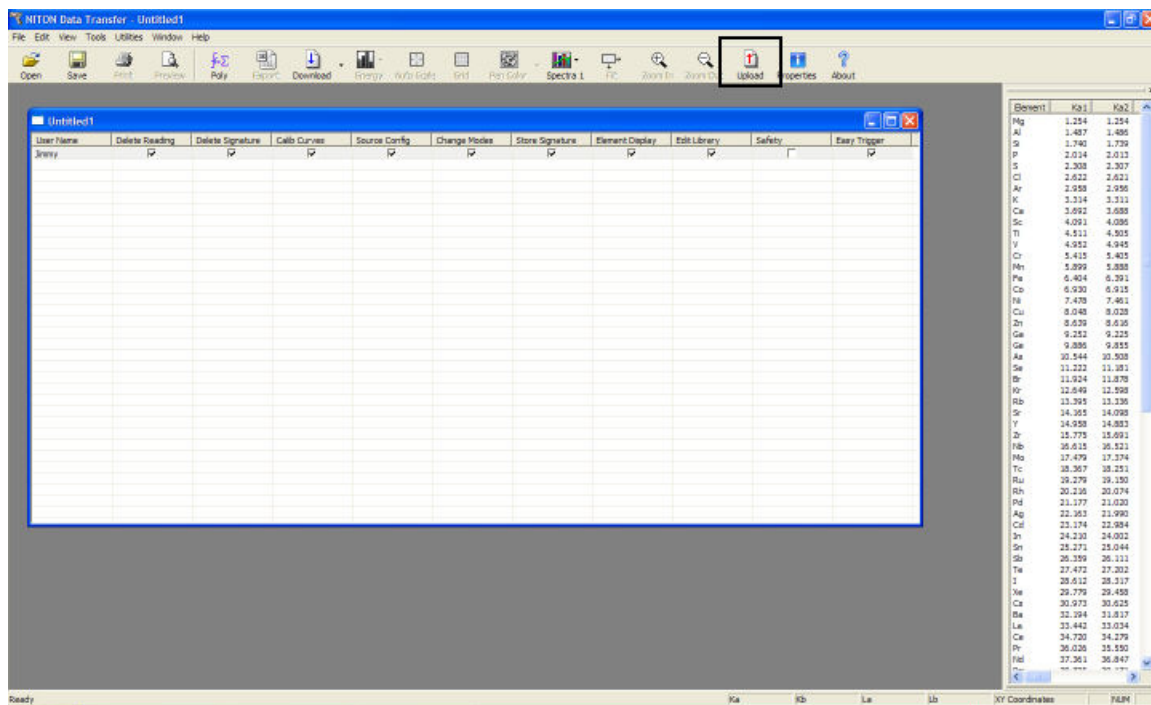 NITON Data Transfer - Untitled1
File Edit View Tools Utilities Window Help
Open Save Print Preview Poly Export Download Energy Auto Scale Grid Pen Color Spectra 1 Fit Zoom In Zoom Out Upload Properties About
Untitled1
User Name Delete Reading Delete Signature Calib Curves Source Config Change Modes Store Signature Element Display Edit Library Safety Easy Trigger
Jimmy
Element Ka1 Ka2
Mg 1.254 1.254
Al 1.487 1.486
Si 1.740 1.739
P 2.014 2.013
S 2.308 2.307
Cl 2.622 2.621
Ar 2.958 2.956
K 3.314 3.311
Ca 3.692 3.688
Sc 4.091 4.086
Ti 4.511 4.505
V 4.952 4.945
Cr 5.415 5.405
Mn 5.899 5.888
Fe 6.404 6.391
Co 6.930 6.915
Ni 7.478 7.461
Cu 8.048 8.028
Zn 8.639 8.616
Ga 9.252 9.225
Ge 9.886 9.855
As 10.544 10.508
Se 11.222 11.181
Br 11.924 11.878
Kr 12.649 12.598
Rb 13.395 13.336
Sr 14.165 14.098
Y 14.958 14.883
Zr 15.775 15.691
Nb 16.615 16.521
Mo 17.479 17.374
Tc 18.367 18.251
Ru 19.279 19.150
Rh 20.216 20.074
Pd 21.177 21.020
Ag 22.163 21.990
Cd 23.174 22.984
In 24.210 24.002
Sn 25.271 25.044
Sb 26.359 26.111
Te 27.472 27.202
I 28.612 28.317
Xe 29.779 29.458
Cs 30.973 30.625
Ba 32.194 31.817
La 33.442 33.034
Ce 34.720 34.279
Pr 36.026 35.550
Nd 37.361 36.847
Ready Ka Kb La Lb XY Coordinates NUM